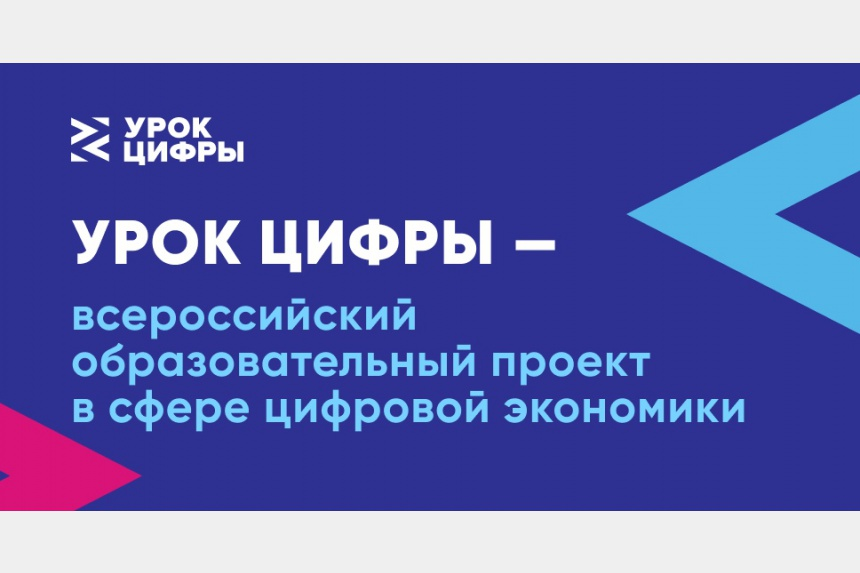 УРОК
ЦИФРЫ
УРОК ЦИФРЫ —
всероссийский
образовательный проект
в сфере цифровой экономики